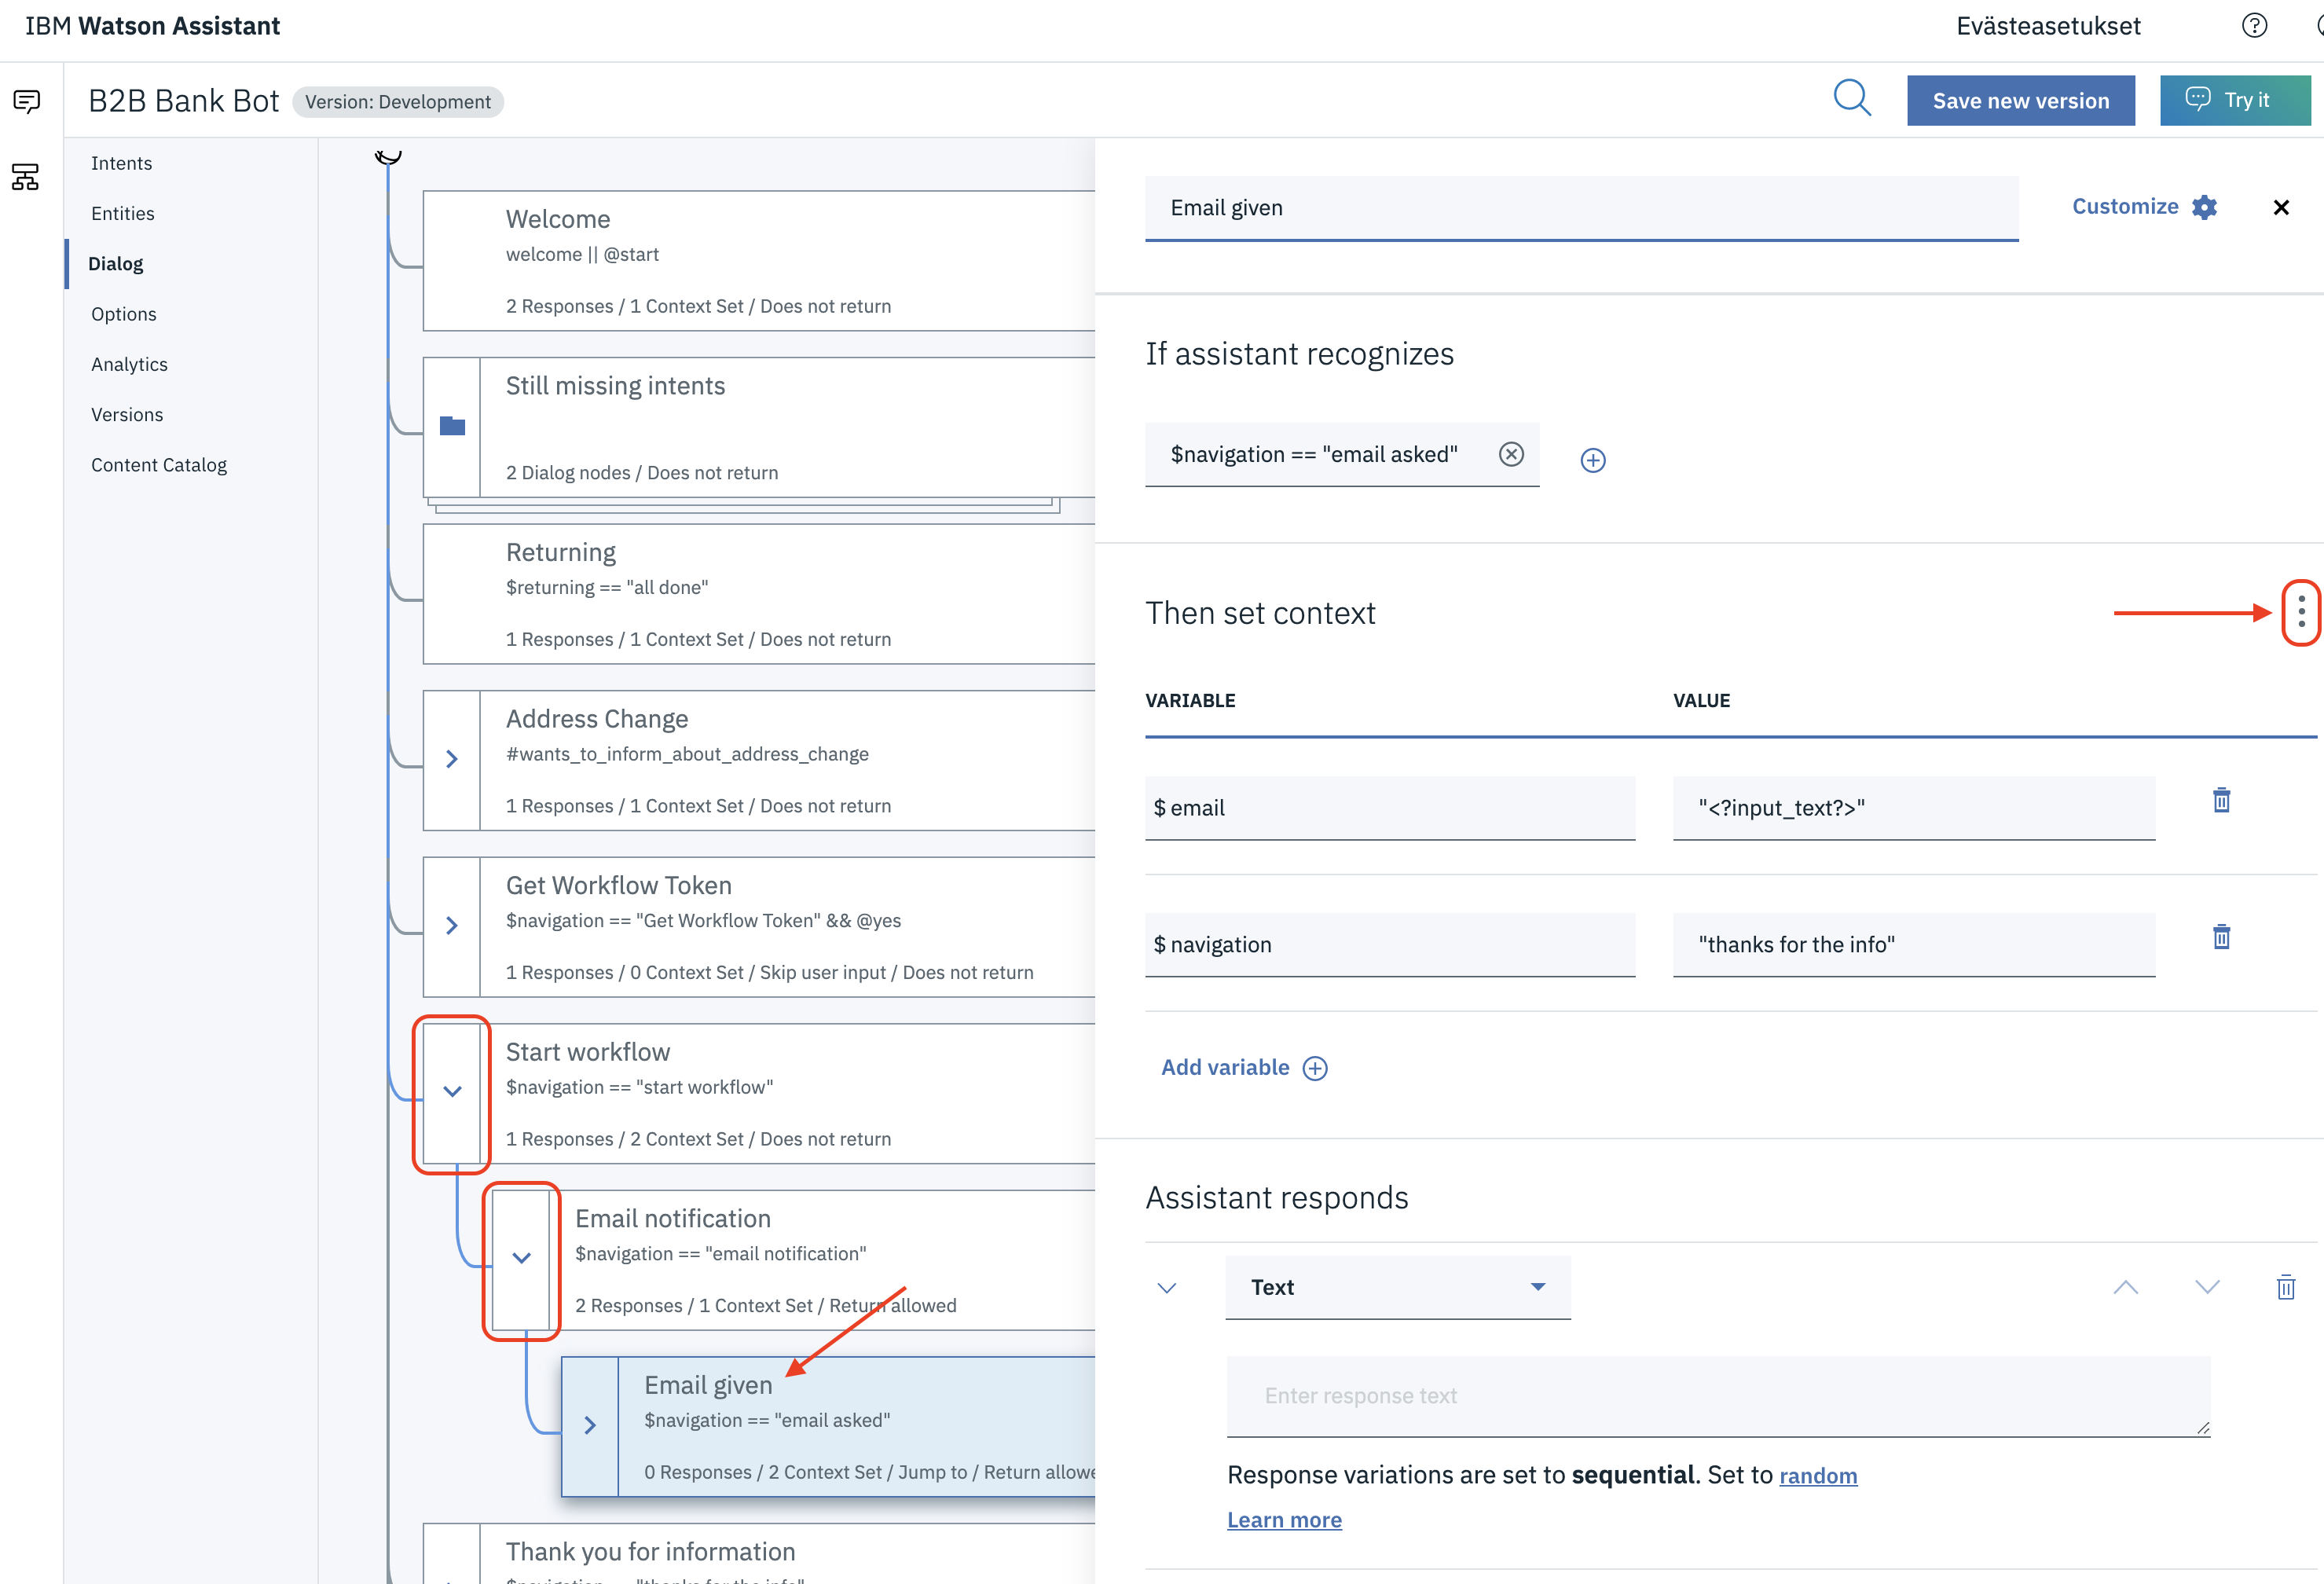 IBM Watson Assistant
Evästeasetukset
B2B Bank Bot
Version: Development
Save new version
Try it
Intents
Entities
Dialog
Options
Analytics
Versions
Content Catalog
Welcome
welcome || @start
2 Responses / 1 Context Set / Does not return
Still missing intents
2 Dialog nodes / Does not return
Returning
$returning == "all done"
1 Responses / 1 Context Set / Does not return
Address Change
#wants_to_inform_about_address_change
1 Responses / 1 Context Set / Does not return
Get Workflow Token
$navigation == "Get Workflow Token" && @yes
1 Responses / 0 Context Set / Skip user input / Does not return
Start workflow
$navigation == "start workflow"
1 Responses / 2 Context Set / Does not return
Email notification
$navigation == "email notification"
2 Responses / 1 Context Set / Return allowed
Email given
$navigation == "email asked"
0 Responses / 2 Context Set / Jump to / Return allowe
Thank you for information
$navigation == "thanks for the info"
Email given
Customize
If assistant recognizes
$navigation == "email asked"
Then set context
VARIABLE VALUE
$ email "<?input_text?>"
$ navigation "thanks for the info"
Add variable
Assistant responds
Text
Enter response text
Response variations are set to sequential. Set to random
Learn more